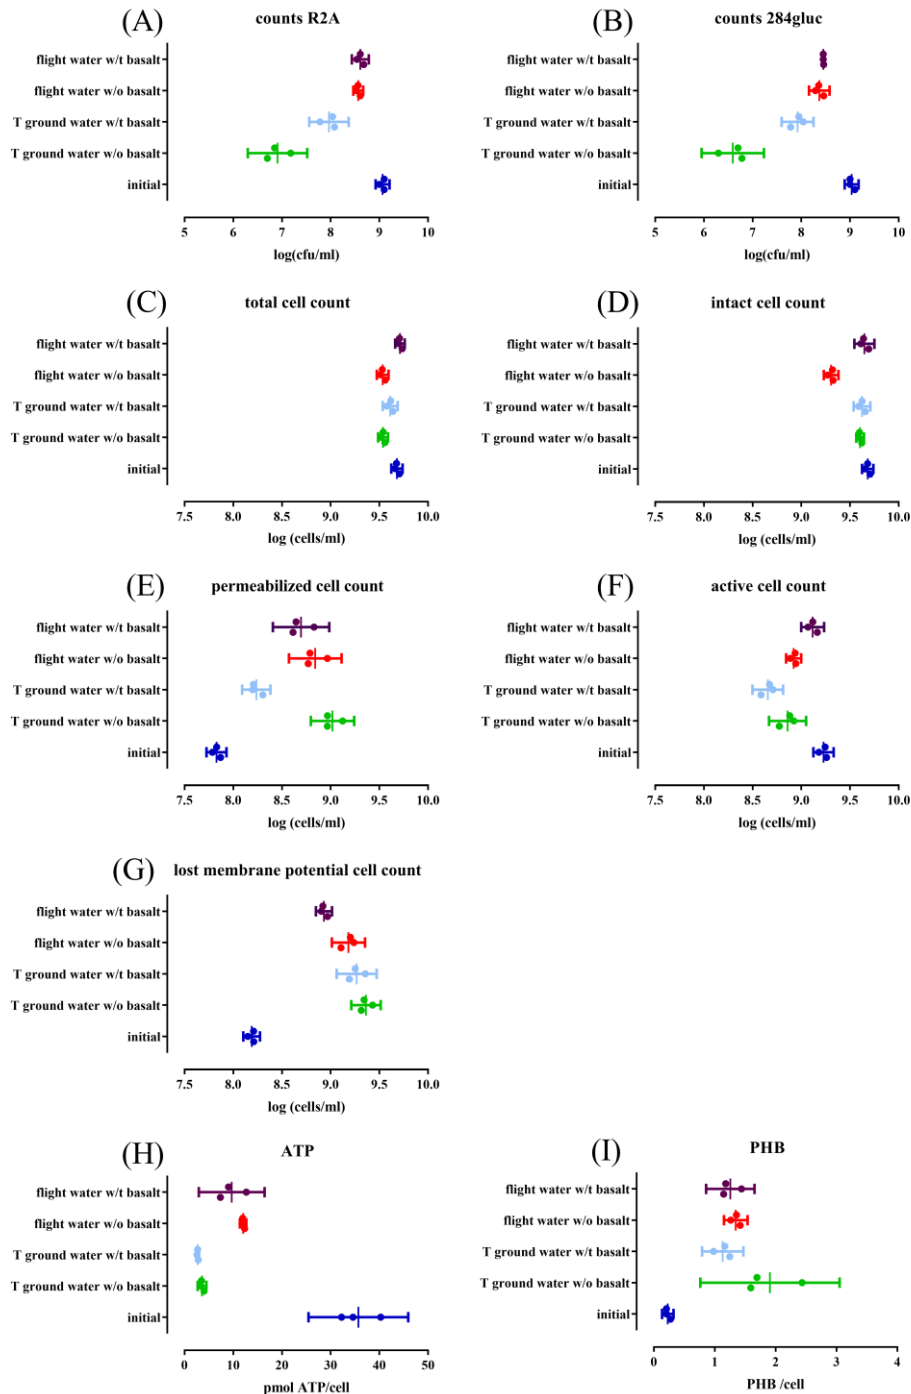 (A) counts R2A
flight water w/t basalt
flight water w/o basalt
T ground water w/t basalt
T ground water w/o basalt
initial
5 6 7 8 9 10
log(cfu/ml)
(B) counts 284gluc
flight water w/t basalt
flight water w/o basalt
T ground water w/t basalt
T ground water w/o basalt
initial
5 6 7 8 9 10
log(cfu/ml)
(C) total cell count
flight water w/t basalt
flight water w/o basalt
T ground water w/t basalt
T ground water w/o basalt
initial
7.5 8.0 8.5 9.0 9.5 10.0
log (cells/ml)
(D) intact cell count
flight water w/t basalt
flight water w/o basalt
T ground water w/t basalt
T ground water w/o basalt
initial
7.5 8.0 8.5 9.0 9.5 10.0
log (cells/ml)
(E) permeabilized cell count
flight water w/t basalt
flight water w/o basalt
T ground water w/t basalt
T ground water w/o basalt
initial
7.5 8.0 8.5 9.0 9.5 10.0
log (cells/ml)
(F) active cell count
flight water w/t basalt
flight water w/o basalt
T ground water w/t basalt
T ground water w/o basalt
initial
7.5 8.0 8.5 9.0 9.5 10.0
log (cells/ml)
(G) lost membrane potential cell count
flight water w/t basalt
flight water w/o basalt
T ground water w/t basalt
T ground water w/o basalt
initial
7.5 8.0 8.5 9.0 9.5 10.0
log (cells/ml)
(H) ATP
flight water w/t basalt
flight water w/o basalt
T ground water w/t basalt
T ground water w/o basalt
initial
0 10 20 30 40 50
pmol ATP/cell
(I) PHB
flight water w/t basalt
flight water w/o basalt
T ground water w/t basalt
T ground water w/o basalt
initial
0 1 2 3 4
PHB /cell